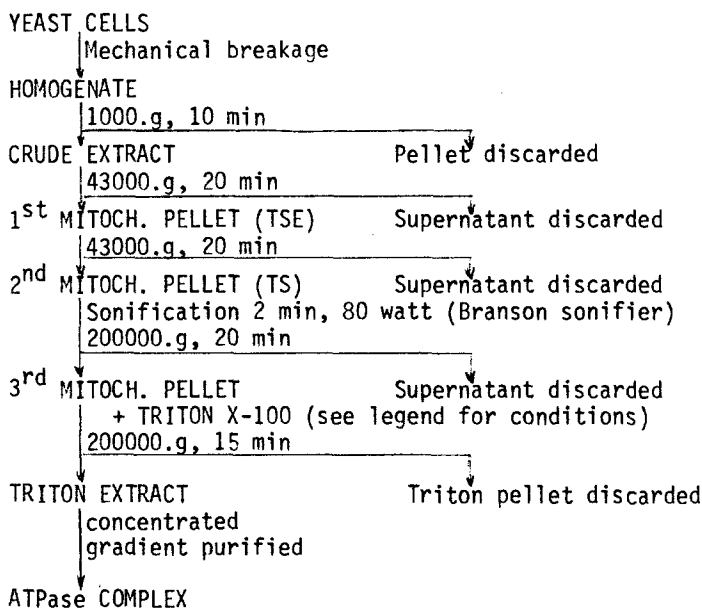 YEAST CELLS
Mechanical breakage
HOMOGENATE
1000.g, 10 min
CRUDE EXTRACT Pellet discarded
43000.g, 20 min
1st MITOCH. PELLET (TSE) Supernatant discarded
43000.g, 20 min
2nd MITOCH. PELLET (TS) Supernatant discarded
Sonification 2 min, 80 watt (Branson sonifier)
200000.g, 20 min
3rd MITOCH. PELLET Supernatant discarded
+ TRITON X-100 (see legend for conditions)
200000.g, 15 min
TRITON EXTRACT Triton pellet discarded
concentrated
gradient purified
ATPase COMPLEX